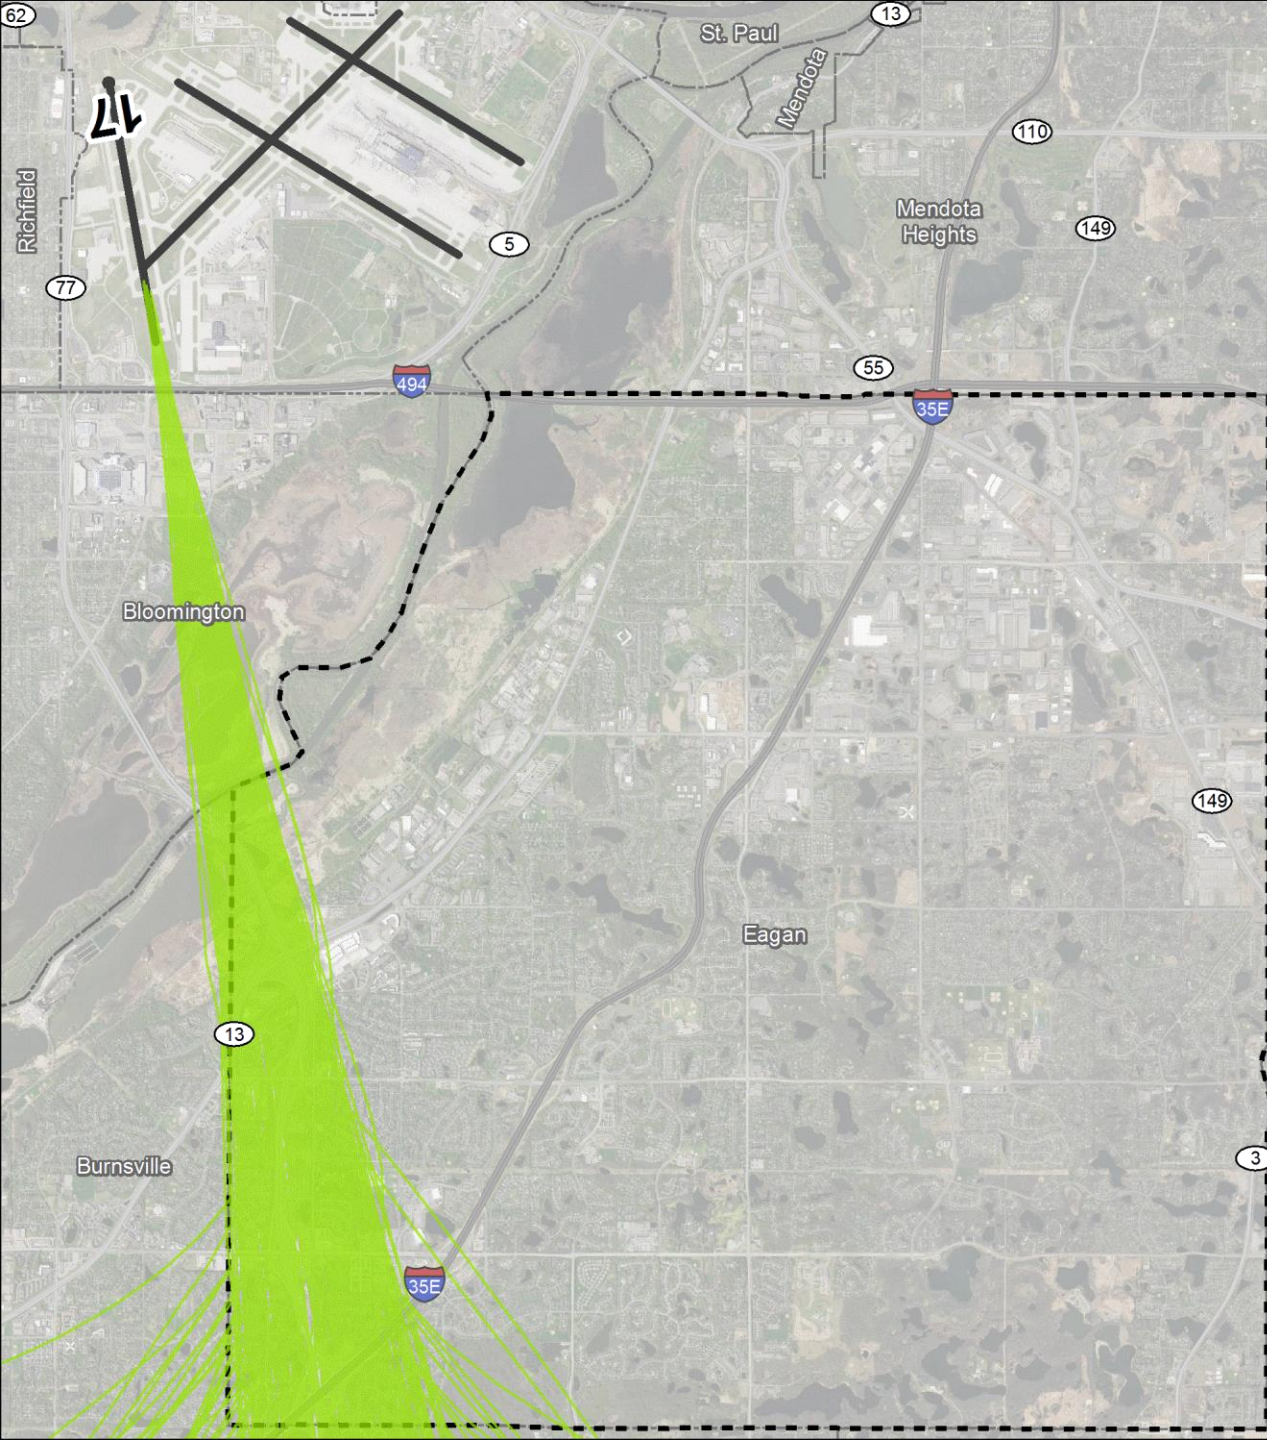 62
13
St. Paul
Mendota
17
110
Richfield
Mendota
Heights
149
5
77
55
494
35E
Bloomington
149
Eagan
13
3
Burnsville
35E